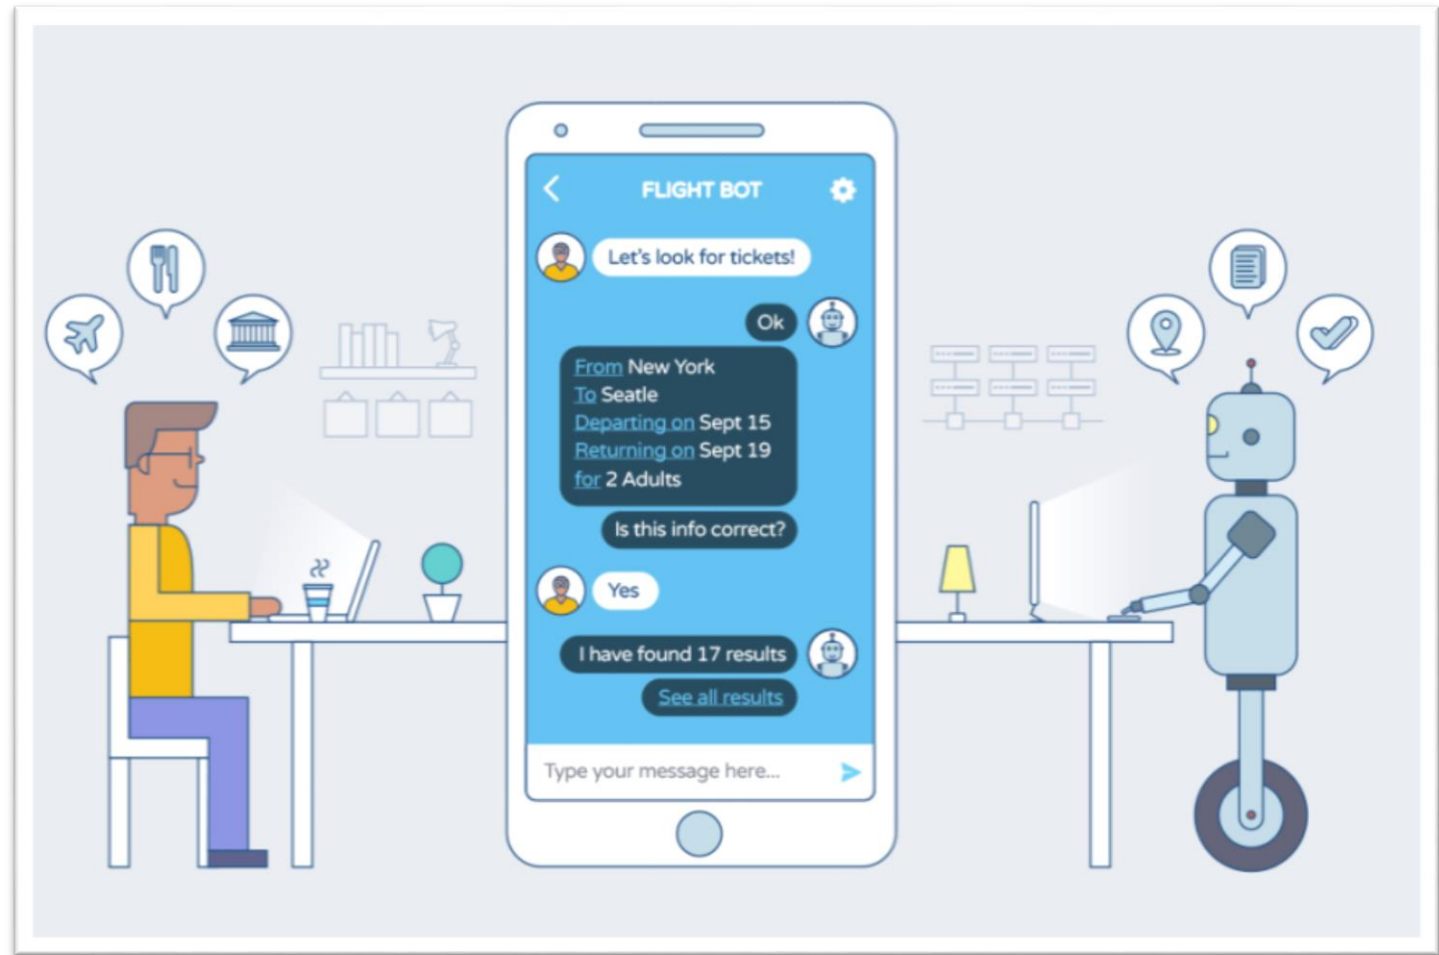 FLIGHT BOT
Let's look for tickets!
Ok
From New York
To Seatle
Departing on Sept 15
Returning on Sept 19
for 2 Adults
Is this info correct?
Yes
I have found 17 results
See all results
Type your message here...